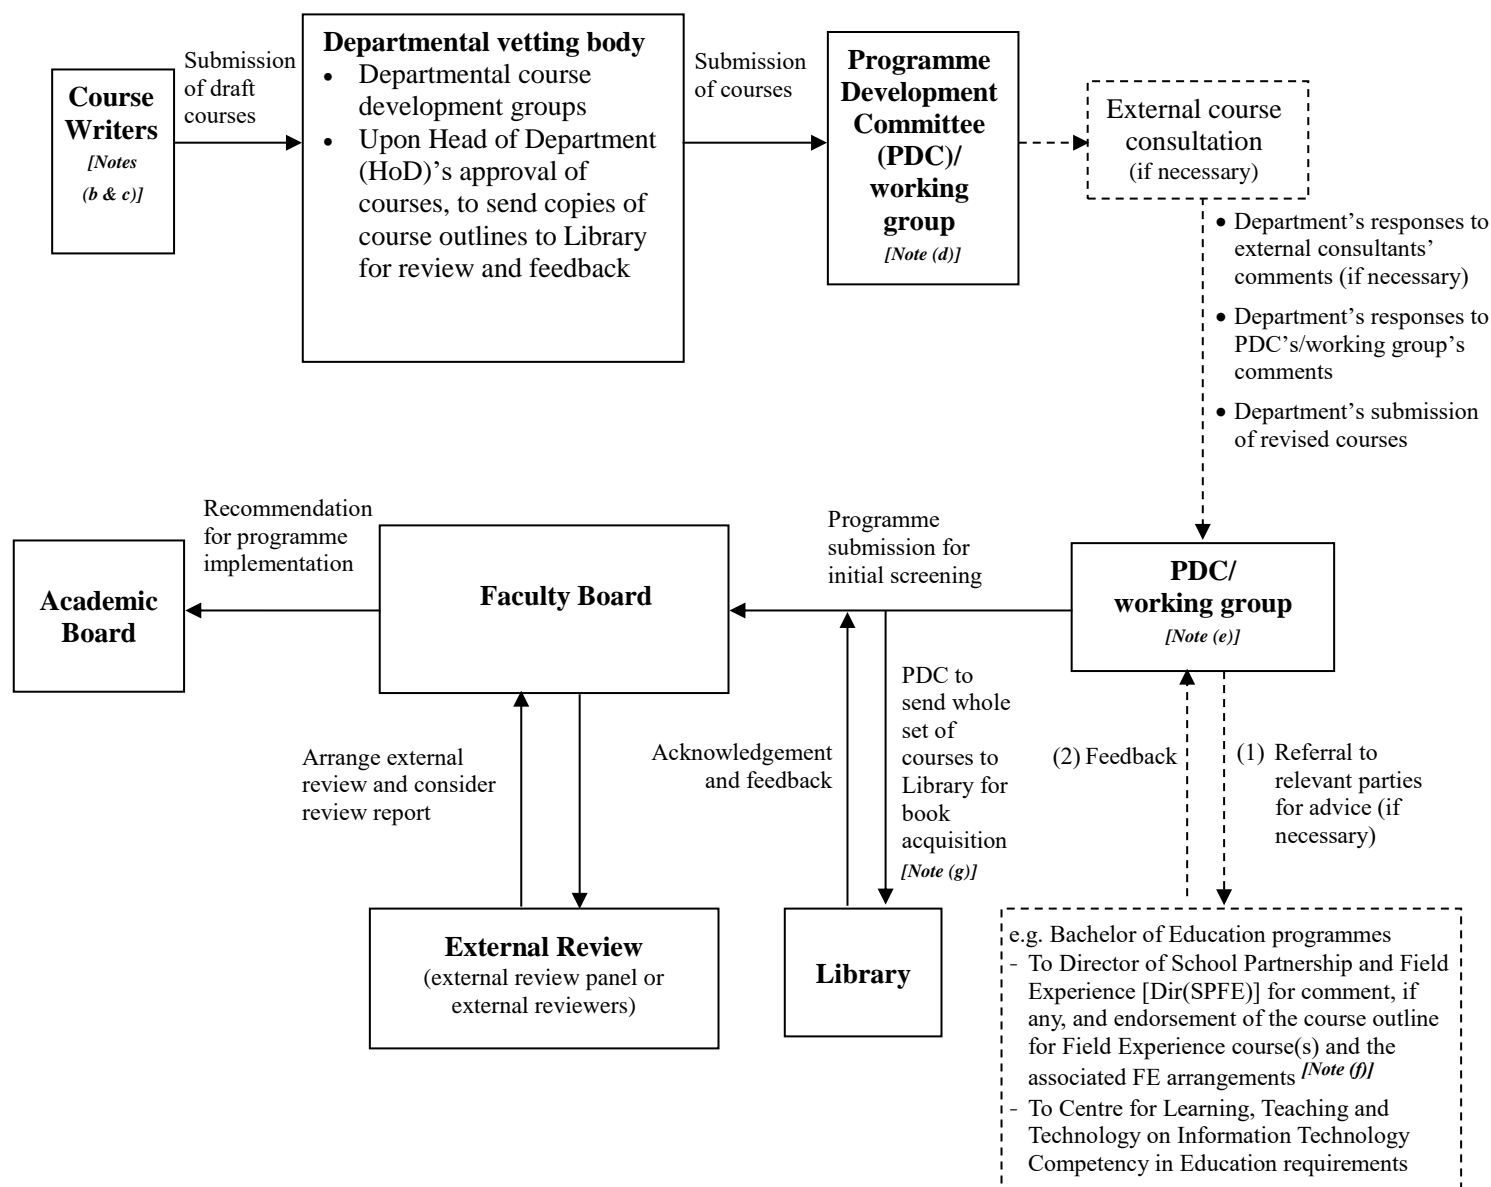 Course
Writers
[Notes
(b & c)]
Submission
of draft
courses
Departmental vetting body
• Departmental course
development groups
• Upon Head of Department
(HoD)’s approval of
courses, to send copies of
course outlines to Library
for review and feedback
Submission
of courses
Programme
Development
Committee
(PDC)/
working
group
[Note (d)]
External course
consultation
(if necessary)
• Department’s responses to
external consultants’
comments (if necessary)
• Department’s responses to
PDC’s/working group’s
comments
• Department’s submission
of revised courses
PDC/
working group
[Note (e)]
Programme
submission for
initial screening
Faculty Board
Recommendation
for programme
implementation
Academic
Board
Arrange external
review and consider
review report
External Review
(external review panel or
external reviewers)
Acknowledgement
and feedback
PDC to
send whole
set of
courses to
Library for
book
acquisition
[Note (g)]
Library
(2) Feedback
(1) Referral to
relevant parties
for advice (if
necessary)
e.g. Bachelor of Education programmes
- To Director of School Partnership and Field
Experience [Dir(SPFE)] for comment, if
any, and endorsement of the course outline
for Field Experience course(s) and the
associated FE arrangements [Note (f)]
- To Centre for Learning, Teaching and
Technology on Information Technology
Competency in Education requirements